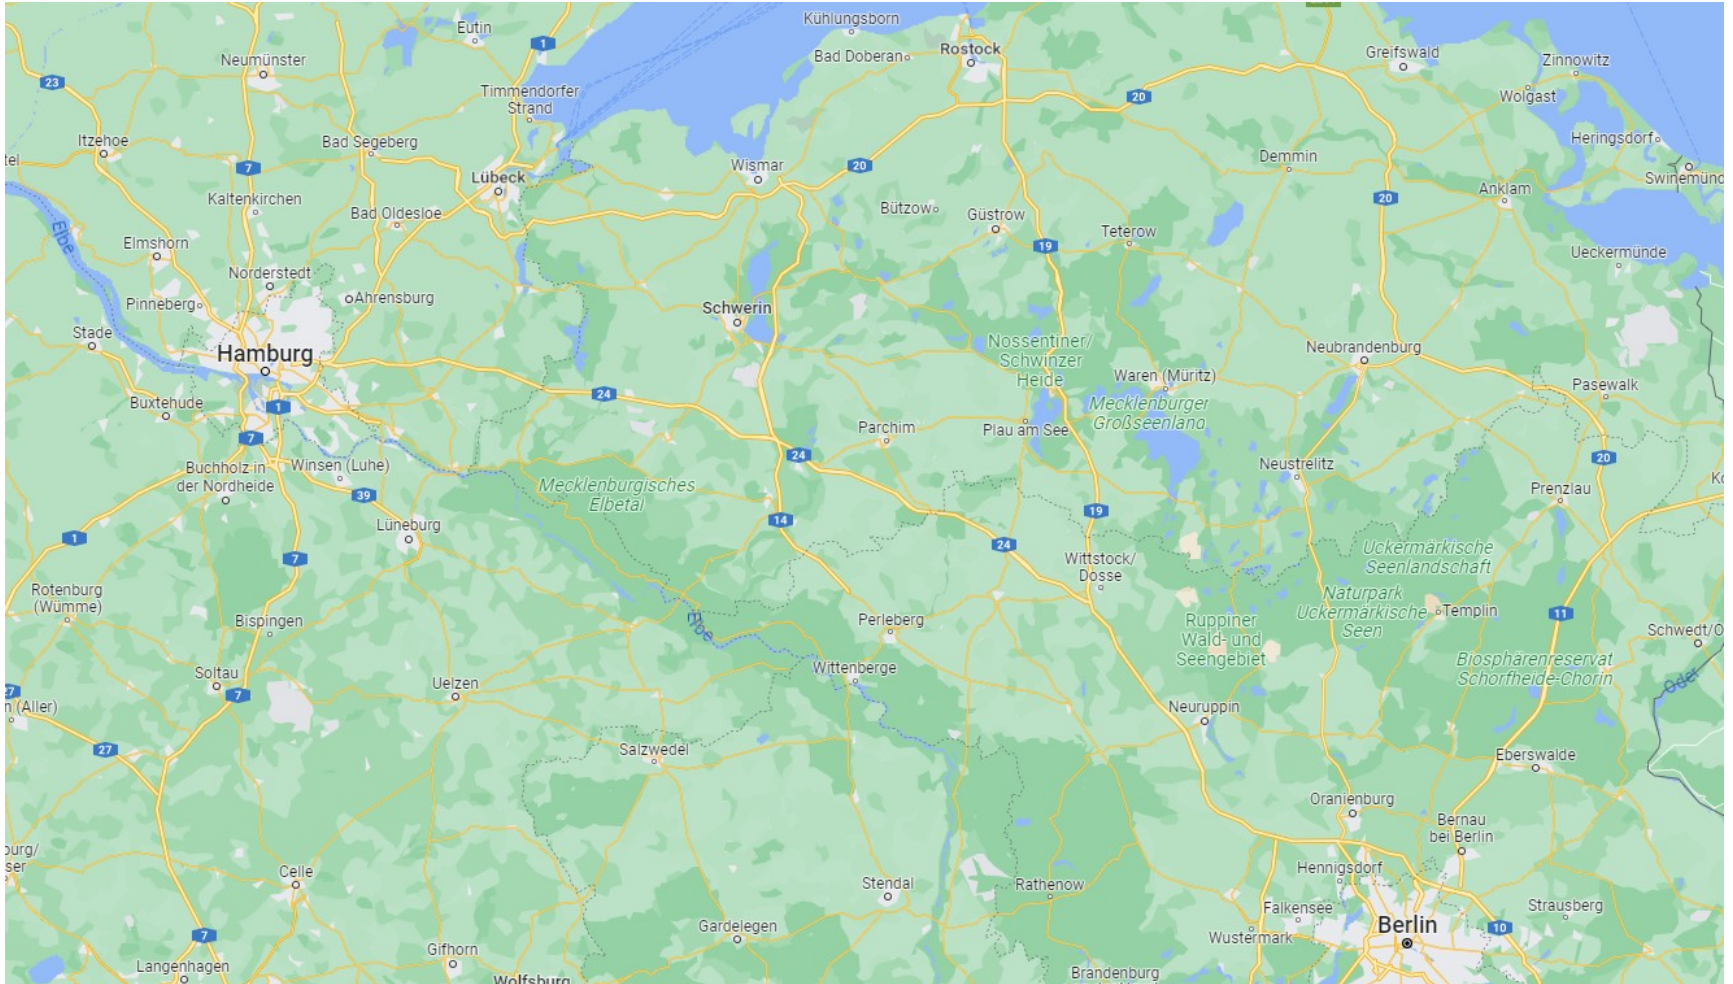 Kühlungsborn
Eutin
1
Rostock
Greifswald
Bad Doberan
Neumünster
Zinnowitz
23
Timmendorfer
Strand
20
Wolgast
Itzehoe
Bad Segeberg
Heringsdorf
tel
7
Wismar
20
Demmin
Lübeck
Swinemünd
Kaltenkirchen
Anklam
20
Bad Oldesloe
Bützow
Güstrow
Elbe
Elmshorn
19
Teterow
Ueckermünde
Norderstedt
Pinneberg
Ahrensburg
Schwerin
Stade
Hamburg
Nossentiner/
Schwinzer
Heide
Neubrandenburg
Waren (Müritz)
Pasewalk
24
Buxtehude
1
Mecklenburger
Großseenland
Parchim
Plau am See
7
24
20
Buchholz in
der Nordheide
Winsen (Luhe)
Neustrelitz
Mecklenburgisches
Elbetal
39
Prenzlau
Ko
14
19
Lüneburg
1
24
7
Wittstock/
Dosse
Uckermärkische
Seenlandschaft
Rotenburg
(Wümme)
Naturpark
Uckermärkische
Seen
Templin
11
Bispingen
Elbe
Perleberg
Ruppiner
Wald- und
Seengebiet
Schwedt/O
Soltau
Wittenberge
Biosphärenreservat
Schorfheide-Chorin
Oder
27
n (Aller)
7
Uelzen
Neuruppin
27
Salzwedel
Eberswalde
Oranienburg
Bernau
bei Berlin
burg/
ser
Celle
Hennigsdorf
Stendal
Rathenow
Falkensee
Strausberg
7
Gardelegen
Wustermark
Berlin
10
Gifhorn
Langenhagen
Wolfsburg
Brandenburg